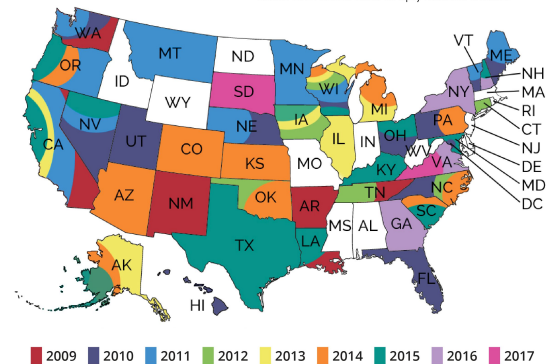 WA
MT
ND
MN
VT
ME
OR
ID
SD
WI
NY
NH
WY
MI
MA
RI
NV
NE
IA
PA
CT
CA
UT
CO
IL
IN
OH
NJ
KS
MO
WV
VA
DE
KY
MD
AZ
NM
OK
AR
TN
NC
DC
SC
TX
LA
MS
AL
GA
AK
HI
FL
2009 2010 2011 2012 2013 2014 2015 2016 2017